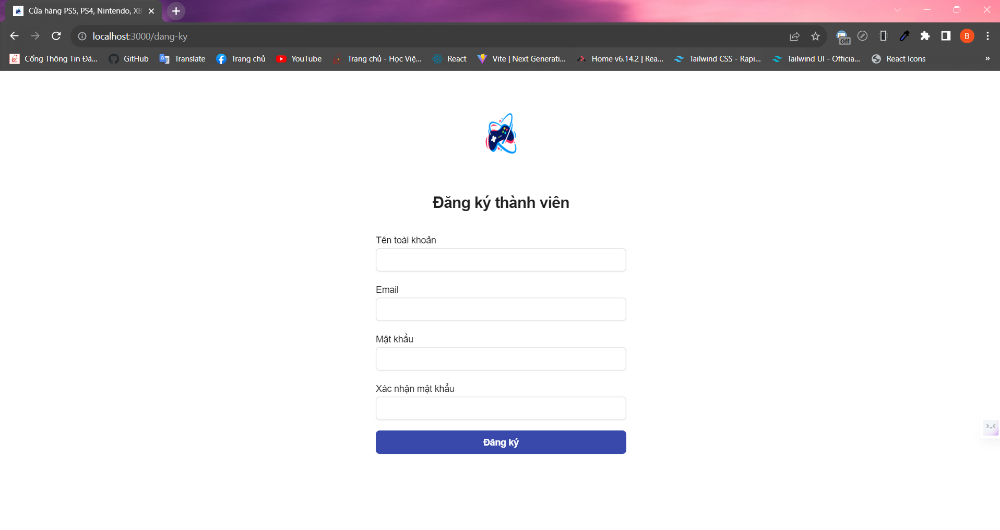 Cửa hàng PS5, PS4, Nintendo, XB
localhost:3000/dang-ky
Off
B
Cổng Thông Tin Đà...
GitHub
Translate
Trang chủ
YouTube
Trang chủ - Học Việ...
React
Vite | Next Generati...
Home v6.14.2 | Rea...
Tailwind CSS - Rapi...
Tailwind UI - Officia...
React Icons
»
Đăng ký thành viên
Tên toài khoản
Email
Mật khẩu
Xác nhận mật khẩu
Đăng ký